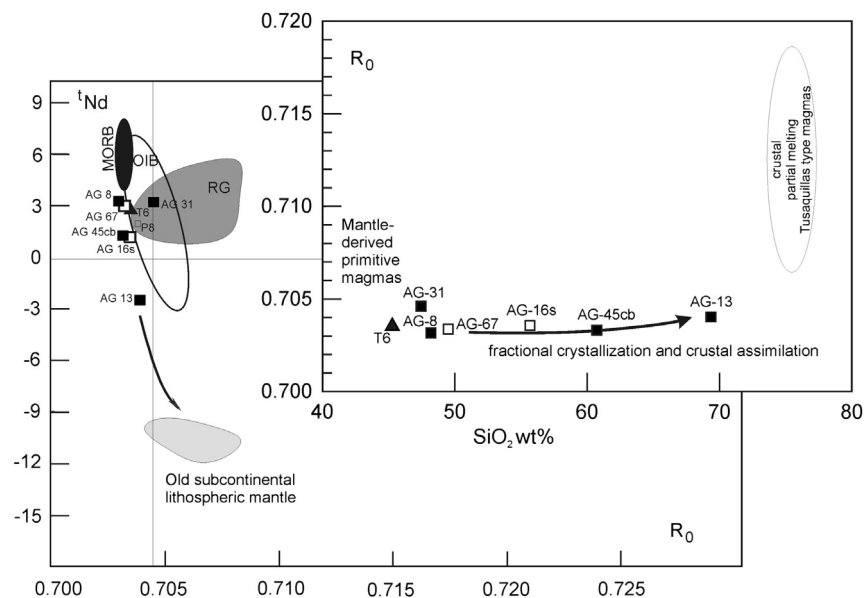 0.720
R0
0.715
0.710
0.705
0.700
40
50
60
70
80
SiO2 wt%
crustal
partial melting
Tusaquillas type magmas
Mantle-
derived
primitive
magmas
AG-31
AG-8
T6
AG-67
AG-16s
AG-45cb
AG-13
fractional crystallization and crustal assimilation
tNd
9
6
3
0
-3
-6
-9
-12
-15
MORB
OIB
RG
AG 8
AG 31
T6
AG 67
P8
AG 45cb
AG 16s
AG 13
Old subcontinental
lithospheric mantle
R0
0.700
0.705
0.710
0.715
0.720
0.725